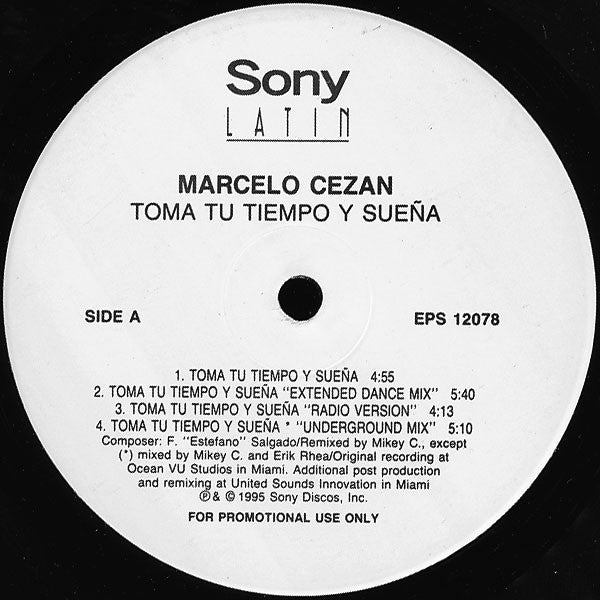 Sony
LATIN
MARCELO CEZAN
TOMA TU TIEMPO Y SUEÑA
SIDE A
EPS 12078
1. TOMA TU TIEMPO Y SUEÑA 4:55
2. TOMA TU TIEMPO Y SUEÑA "EXTENDED DANCE MIX" 5:40
3. TOMA TU TIEMPO Y SUEÑA "RADIO VERSION" 4:13
4. TOMA TU TIEMPO Y SUEÑA * "UNDERGROUND MIX" 5:10
Composer: F. "Estefano" Salgado/Remixed by Mikey C., except
(*) mixed by Mikey C. and Erik Rhea/Original recording at
Ocean VU Studios in Miami. Additional post production
and remixing at United Sounds Innovation in Miami
℗ & © 1995 Sony Discos, Inc.
FOR PROMOTIONAL USE ONLY